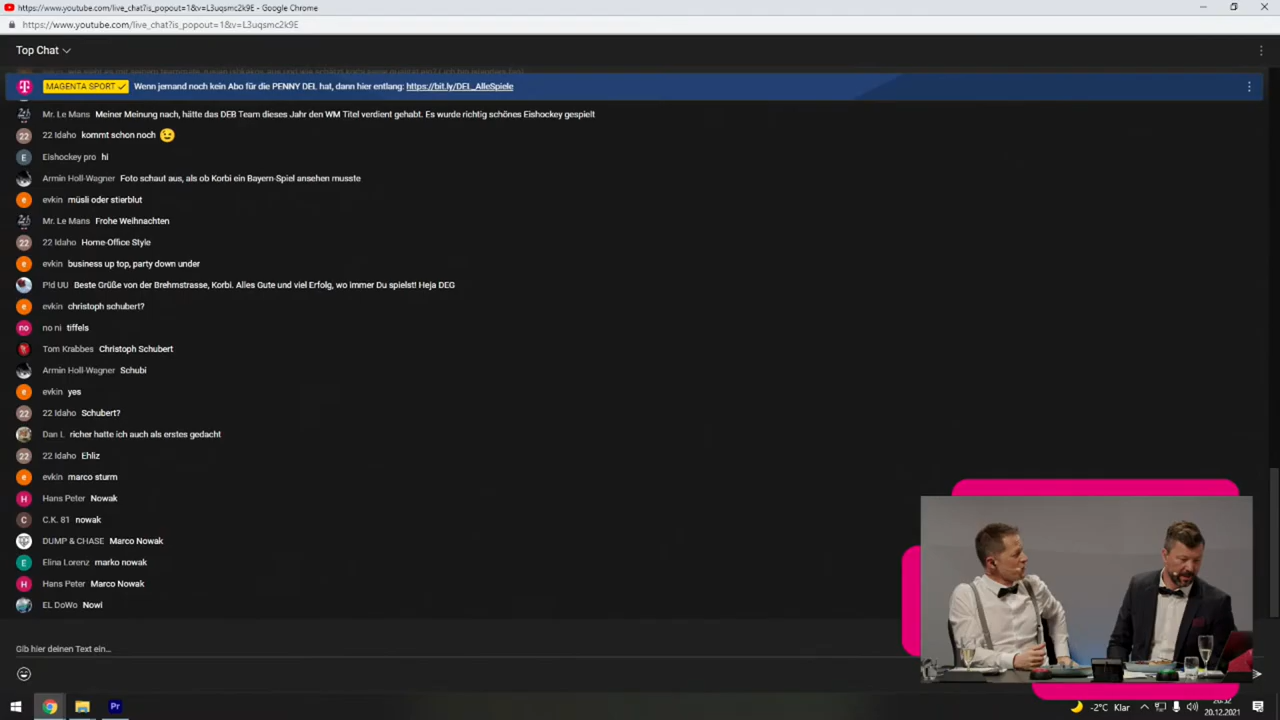 https://www.youtube.com/live_chat?is_popout=1&v=L3uqsmc2k9E - Google Chrome
https://www.youtube.com/live_chat?is_popout=1&v=L3uqsmc2k9E
Top Chat
MAGENTA SPORT Wenn jemand noch kein Abo für die PENNY DEL hat, dann hier entlang: https://bit.ly/DEL_AlleSpiele
Mr. Le Mans Meiner Meinung nach, hätte das DEB Team dieses Jahr den WM Titel verdient gehabt. Es wurde richtig schönes Eishockey gespielt
22 22 Idaho kommt schon noch 😉
E Eishockey pro hi
Armin Holl-Wagner Foto schaut aus, als ob Korbi ein Bayern-Spiel ansehen musste
e evkin müsli oder stierblut
Mr. Le Mans Frohe Weihnachten
22 22 Idaho Home-Office Style
e evkin business up top, party down under
P!d UU Beste Grüße von der Brehmstrasse, Korbi. Alles Gute und viel Erfolg, wo immer Du spielst! Heja DEG
e evkin christoph schubert?
no no ni tiffels
Tom Krabbes Christoph Schubert
Armin Holl-Wagner Schubi
e evkin yes
22 22 Idaho Schubert?
Dan L richer hatte ich auch als erstes gedacht
22 22 Idaho Ehliz
e evkin marco sturm
H Hans Peter Nowak
C C.K. 81 nowak
DUMP & CHASE Marco Nowak
E Elina Lorenz marko nowak
H Hans Peter Marco Nowak
EL DoWo Nowi
Gib hier deinen Text ein...
Pr
-2°C Klar
20.12.2021